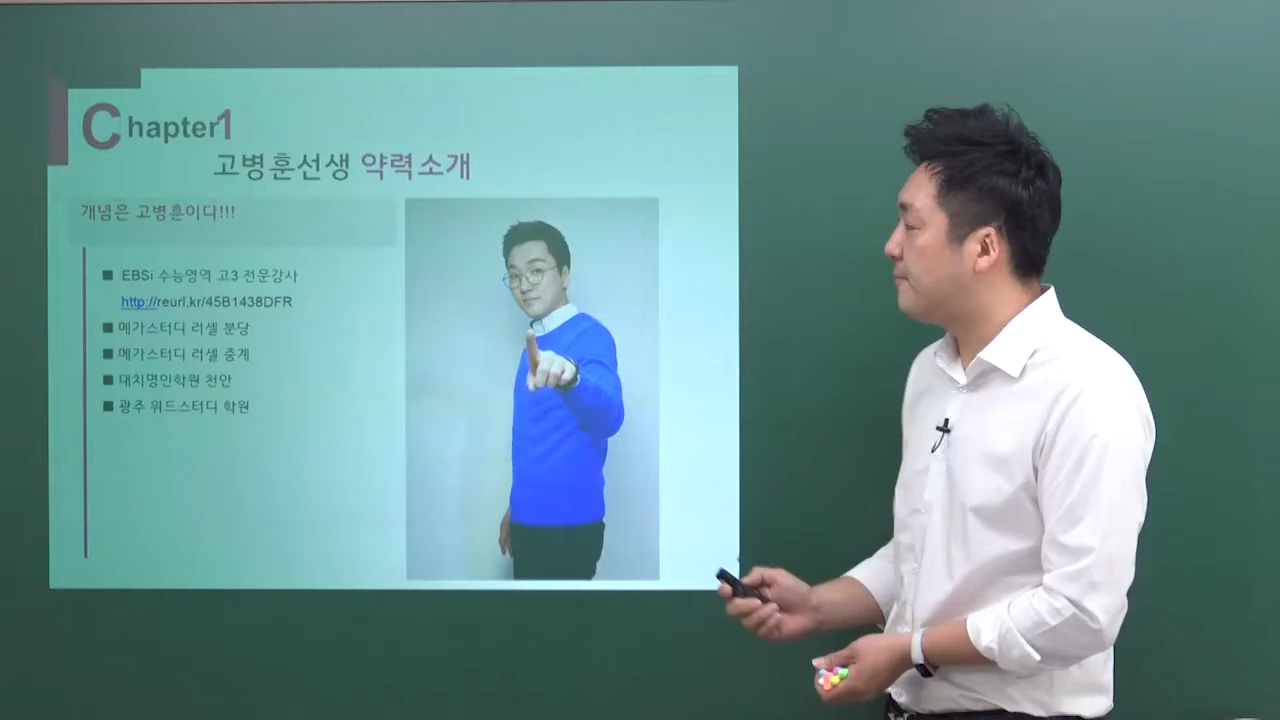 Chapter1
고병훈선생 약력소개
개념은 고병훈이다!!!
■ EBSi 수능영역 고3 전문강사
http://reurl.kr/45B1438DFR
■ 메가스터디 러셀 분당
■ 메가스터디 러셀 중계
■ 대치명인학원 천안
■ 광주 위드스터디 학원